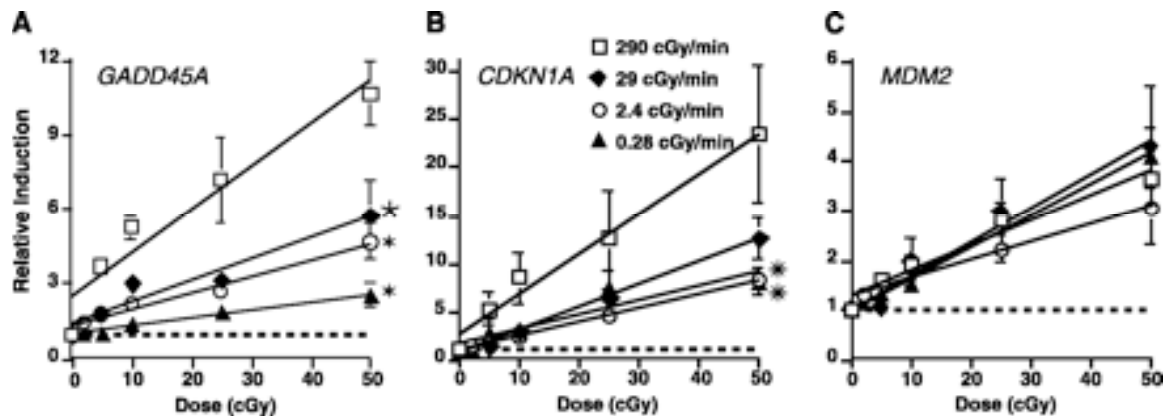 A
B
C
GADD45A
CDKN1A
MDM2
290 cGy/min
29 cGy/min
2.4 cGy/min
0.28 cGy/min
Relative Induction
12
9
6
3
0
30
25
20
15
10
5
0
6
5
4
3
2
1
0
0 10 20 30 40 50
0 10 20 30 40 50
0 10 20 30 40 50
Dose (cGy)
Dose (cGy)
Dose (cGy)